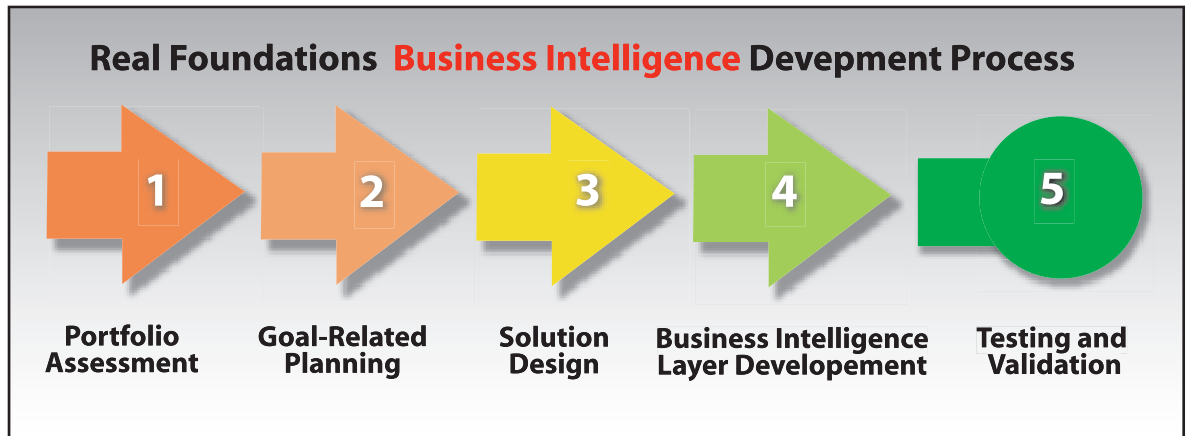 Real Foundations Business Intelligence Devepment Process
1
2
3
4
5
Portfolio
Assessment
Goal-Related
Planning
Solution
Design
Business Intelligence
Layer Developement
Testing and
Validation